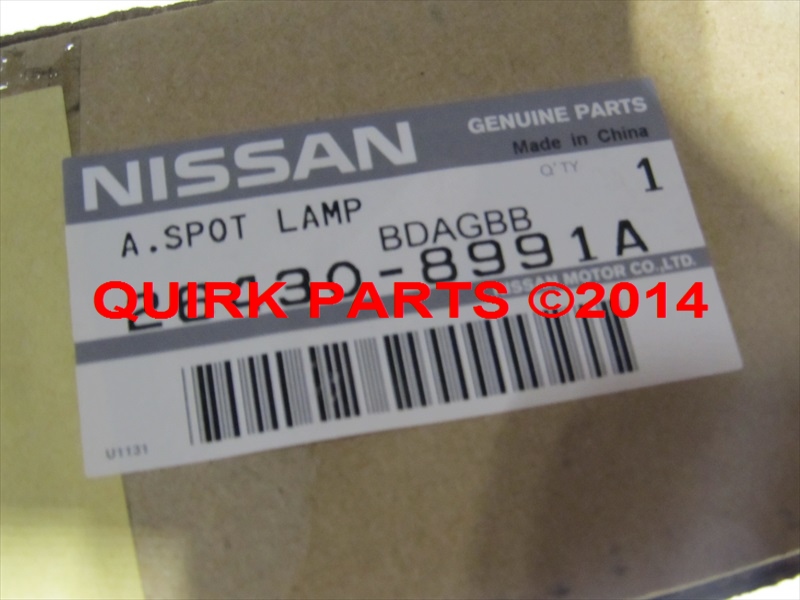 NISSAN GENUINE PARTS
Made in China
Q'TY 1
A.SPOT LAMP
BDAGBB
26430-8991A
NISSAN MOTOR CO.,LTD.
QUIRK PARTS ©2014
U1131